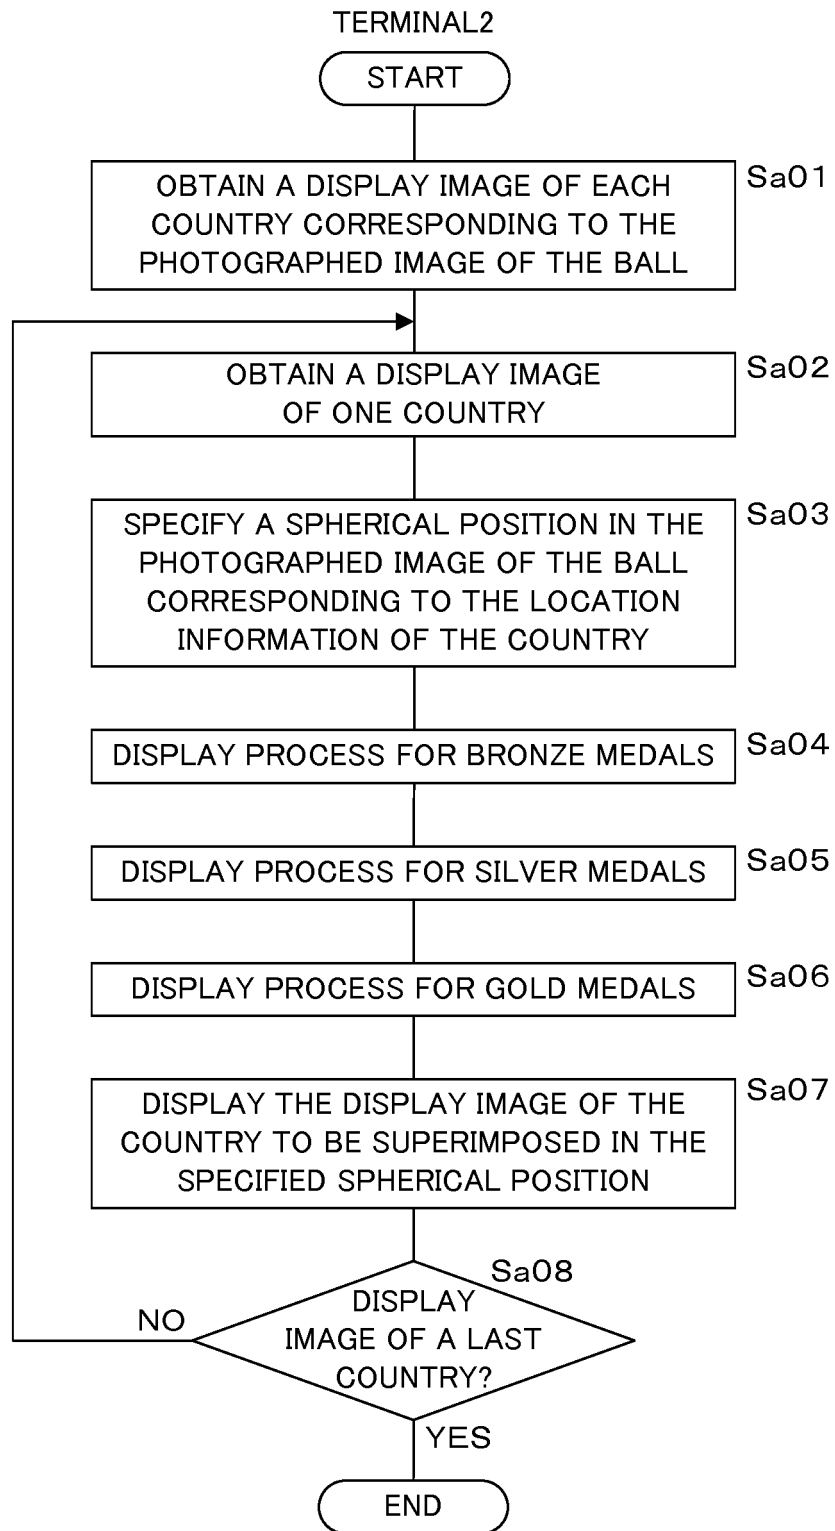 TERMINAL2
START
Sa01
OBTAIN A DISPLAY IMAGE OF EACH
COUNTRY CORRESPONDING TO THE
PHOTOGRAPHED IMAGE OF THE BALL
Sa02
OBTAIN A DISPLAY IMAGE
OF ONE COUNTRY
Sa03
SPECIFY A SPHERICAL POSITION IN THE
PHOTOGRAPHED IMAGE OF THE BALL
CORRESPONDING TO THE LOCATION
INFORMATION OF THE COUNTRY
Sa04
DISPLAY PROCESS FOR BRONZE MEDALS
Sa05
DISPLAY PROCESS FOR SILVER MEDALS
Sa06
DISPLAY PROCESS FOR GOLD MEDALS
Sa07
DISPLAY THE DISPLAY IMAGE OF THE
COUNTRY TO BE SUPERIMPOSED IN THE
SPECIFIED SPHERICAL POSITION
Sa08
DISPLAY
IMAGE OF A LAST
COUNTRY?
NO
YES
END